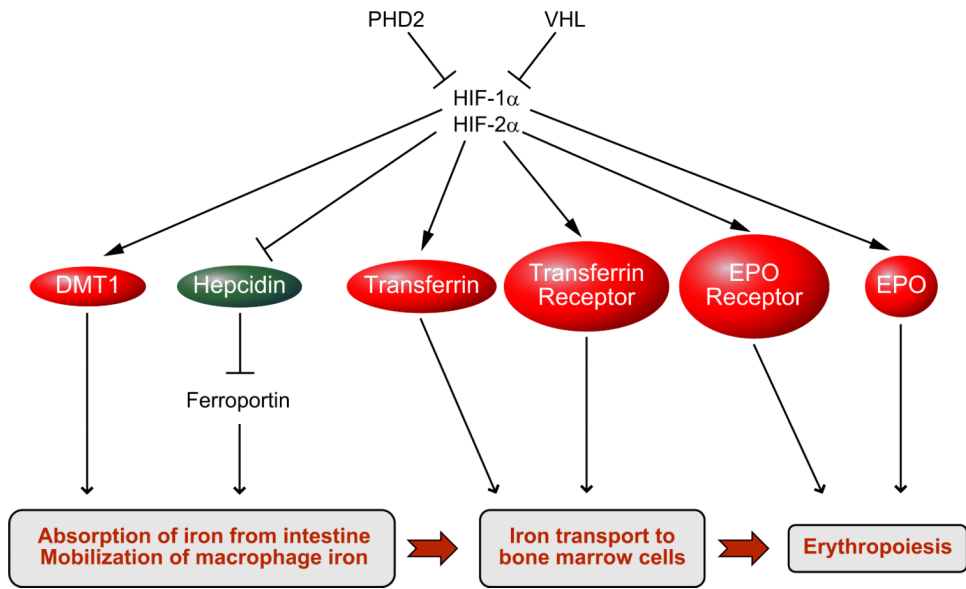 PHD2
VHL
HIF-1α
HIF-2α
DMT1
Hepcidin
Transferrin
Transferrin
Receptor
EPO
Receptor
EPO
Ferroportin
Absorption of iron from intestine
Mobilization of macrophage iron
Iron transport to
bone marrow cells
Erythropoiesis